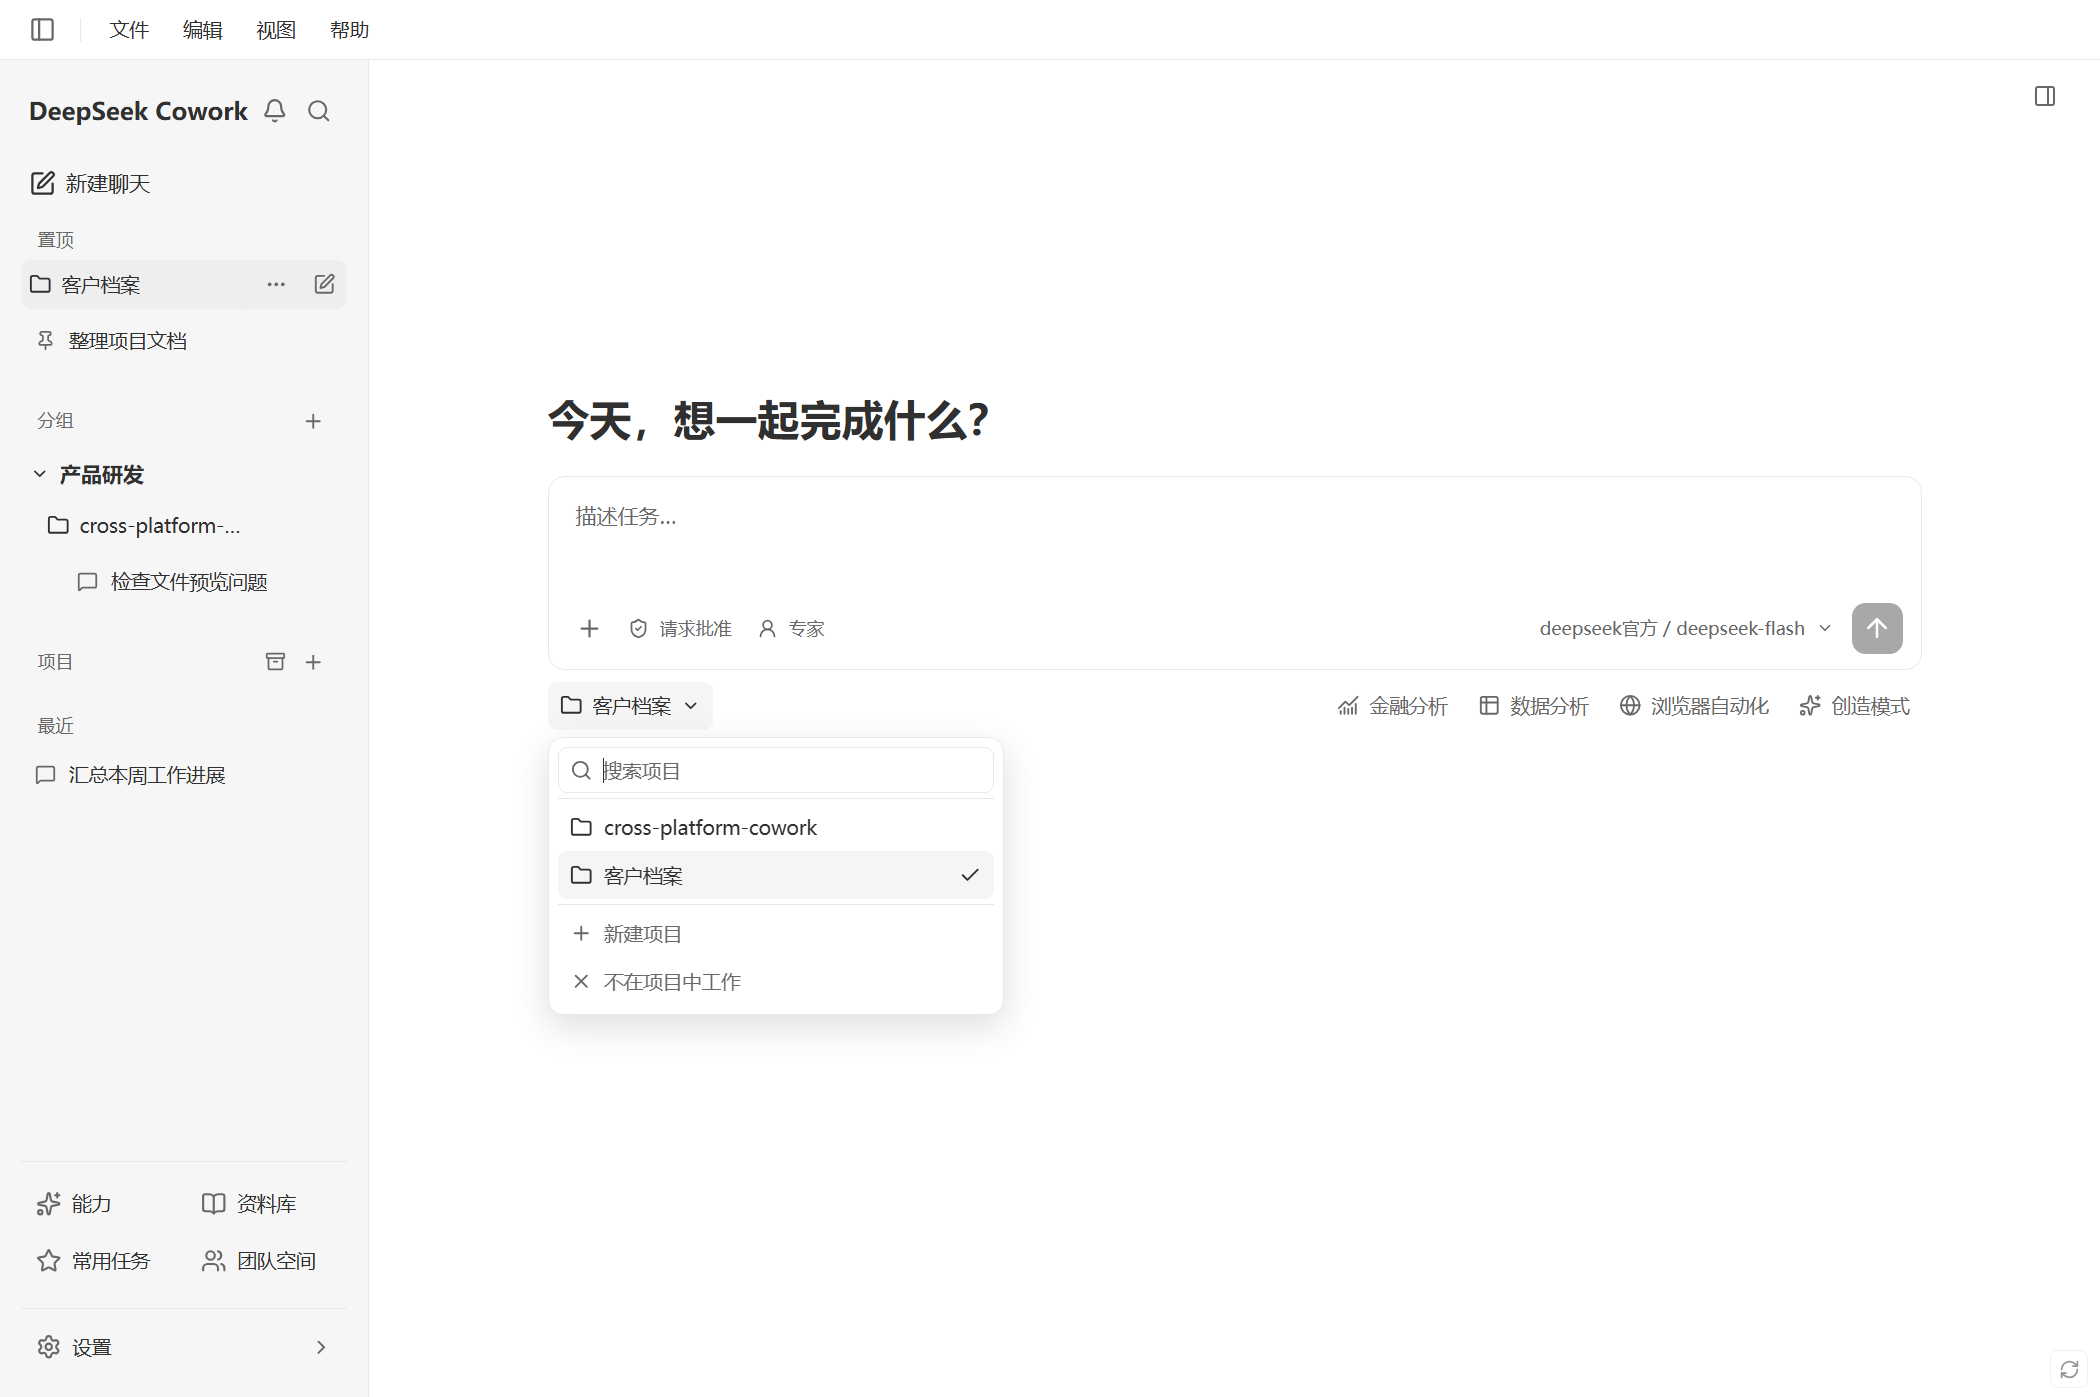 文件 编辑 视图 帮助
DeepSeek Cowork
新建聊天
置顶
客户档案
整理项目文档
分组
产品研发
cross-platform-...
检查文件预览问题
项目
最近
汇总本周工作进展
能力 资料库
常用任务 团队空间
设置
今天，想一起完成什么？
描述任务...
请求批准 专家 deepseek官方 / deepseek-flash
客户档案 金融分析 数据分析 浏览器自动化 创造模式
搜索项目
cross-platform-cowork
客户档案
新建项目
不在项目中工作